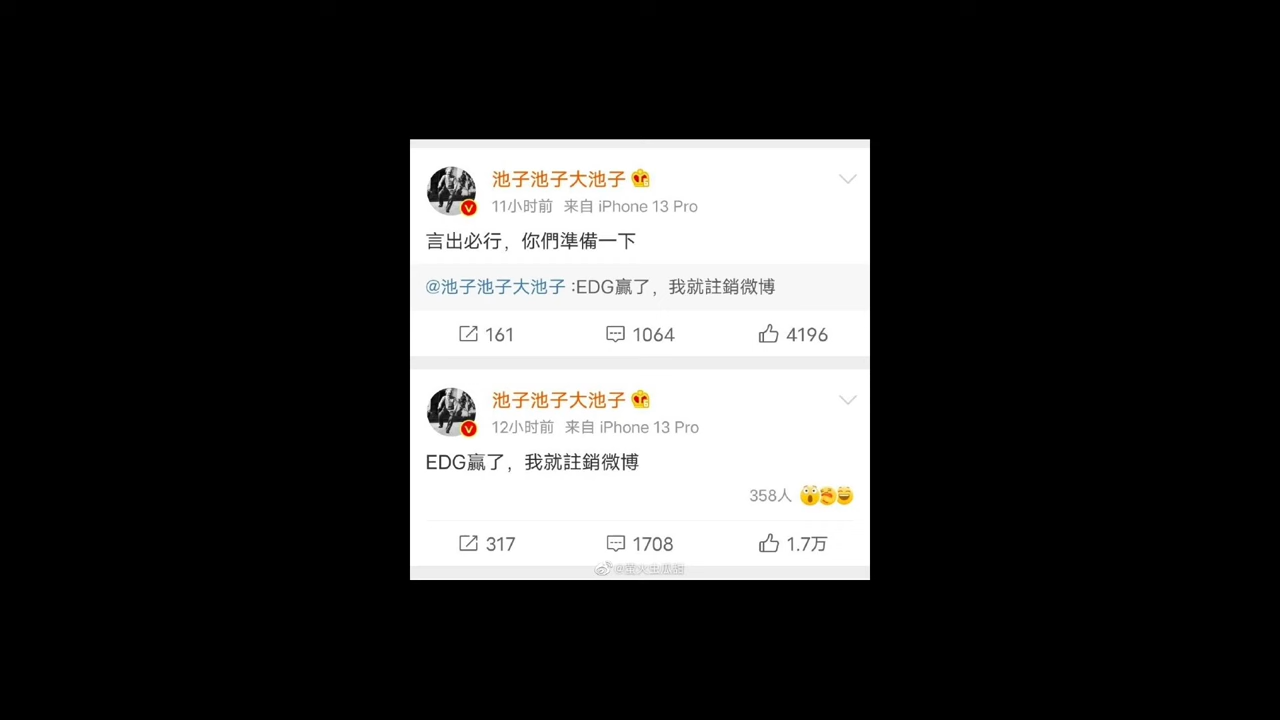 池子池子大池子
11小时前 来自 iPhone 13 Pro
言出必行，你們準備一下
@池子池子大池子 :EDG贏了，我就註銷微博
161 1064 4196
池子池子大池子
12小时前 来自 iPhone 13 Pro
EDG贏了，我就註銷微博
358人
317 1708 1.7万